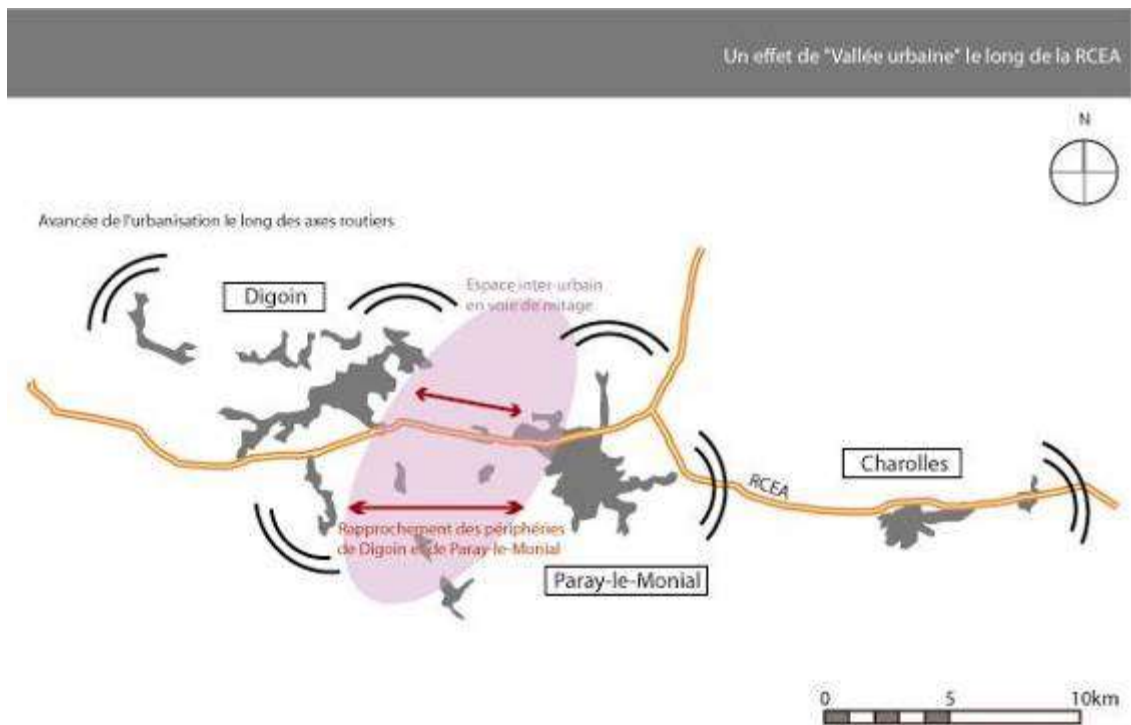 Un effet de "Vallée urbaine" le long de la RCEA
N
Avancée de l'urbanisation le long des axes routiers
Digoin
Espace inter-urbain
en voie de mitage
Charolles
RCEA
Rapprochement des périphéries
de Digoin et de Paray-le-Monial
Paray-le-Monial
0 5 10km